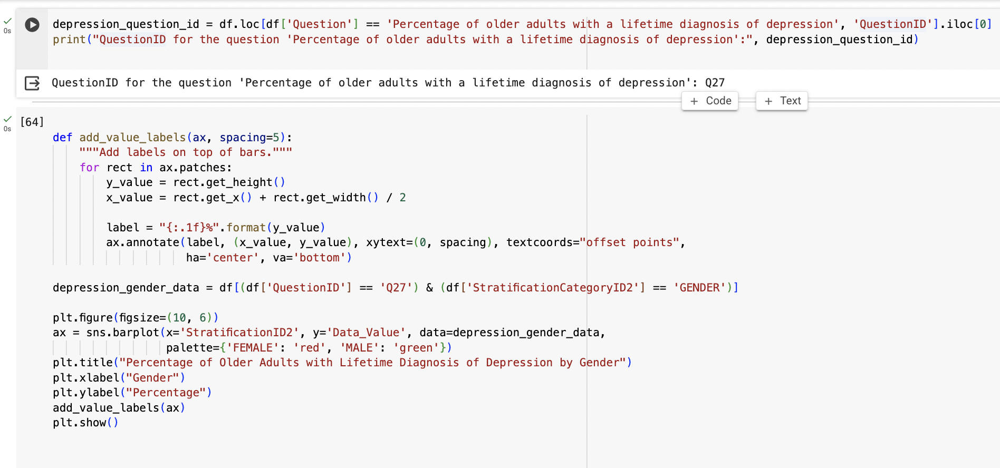 0s
depression_question_id = df.loc[df['Question'] == 'Percentage of older adults with a lifetime diagnosis of depression', 'QuestionID'].iloc[0]
print("QuestionID for the question 'Percentage of older adults with a lifetime diagnosis of depression':", depression_question_id)
QuestionID for the question 'Percentage of older adults with a lifetime diagnosis of depression': Q27
+ Code + Text
0s
[64]
def add_value_labels(ax, spacing=5):
    """Add labels on top of bars."""
    for rect in ax.patches:
        y_value = rect.get_height()
        x_value = rect.get_x() + rect.get_width() / 2

        label = "{:.1f}%".format(y_value)
        ax.annotate(label, (x_value, y_value), xytext=(0, spacing), textcoords="offset points",
                    ha='center', va='bottom')

depression_gender_data = df[(df['QuestionID'] == 'Q27') & (df['StratificationCategoryID2'] == 'GENDER')]

plt.figure(figsize=(10, 6))
ax = sns.barplot(x='StratificationID2', y='Data_Value', data=depression_gender_data,
                 palette={'FEMALE': 'red', 'MALE': 'green'})
plt.title("Percentage of Older Adults with Lifetime Diagnosis of Depression by Gender")
plt.xlabel("Gender")
plt.ylabel("Percentage")
add_value_labels(ax)
plt.show()